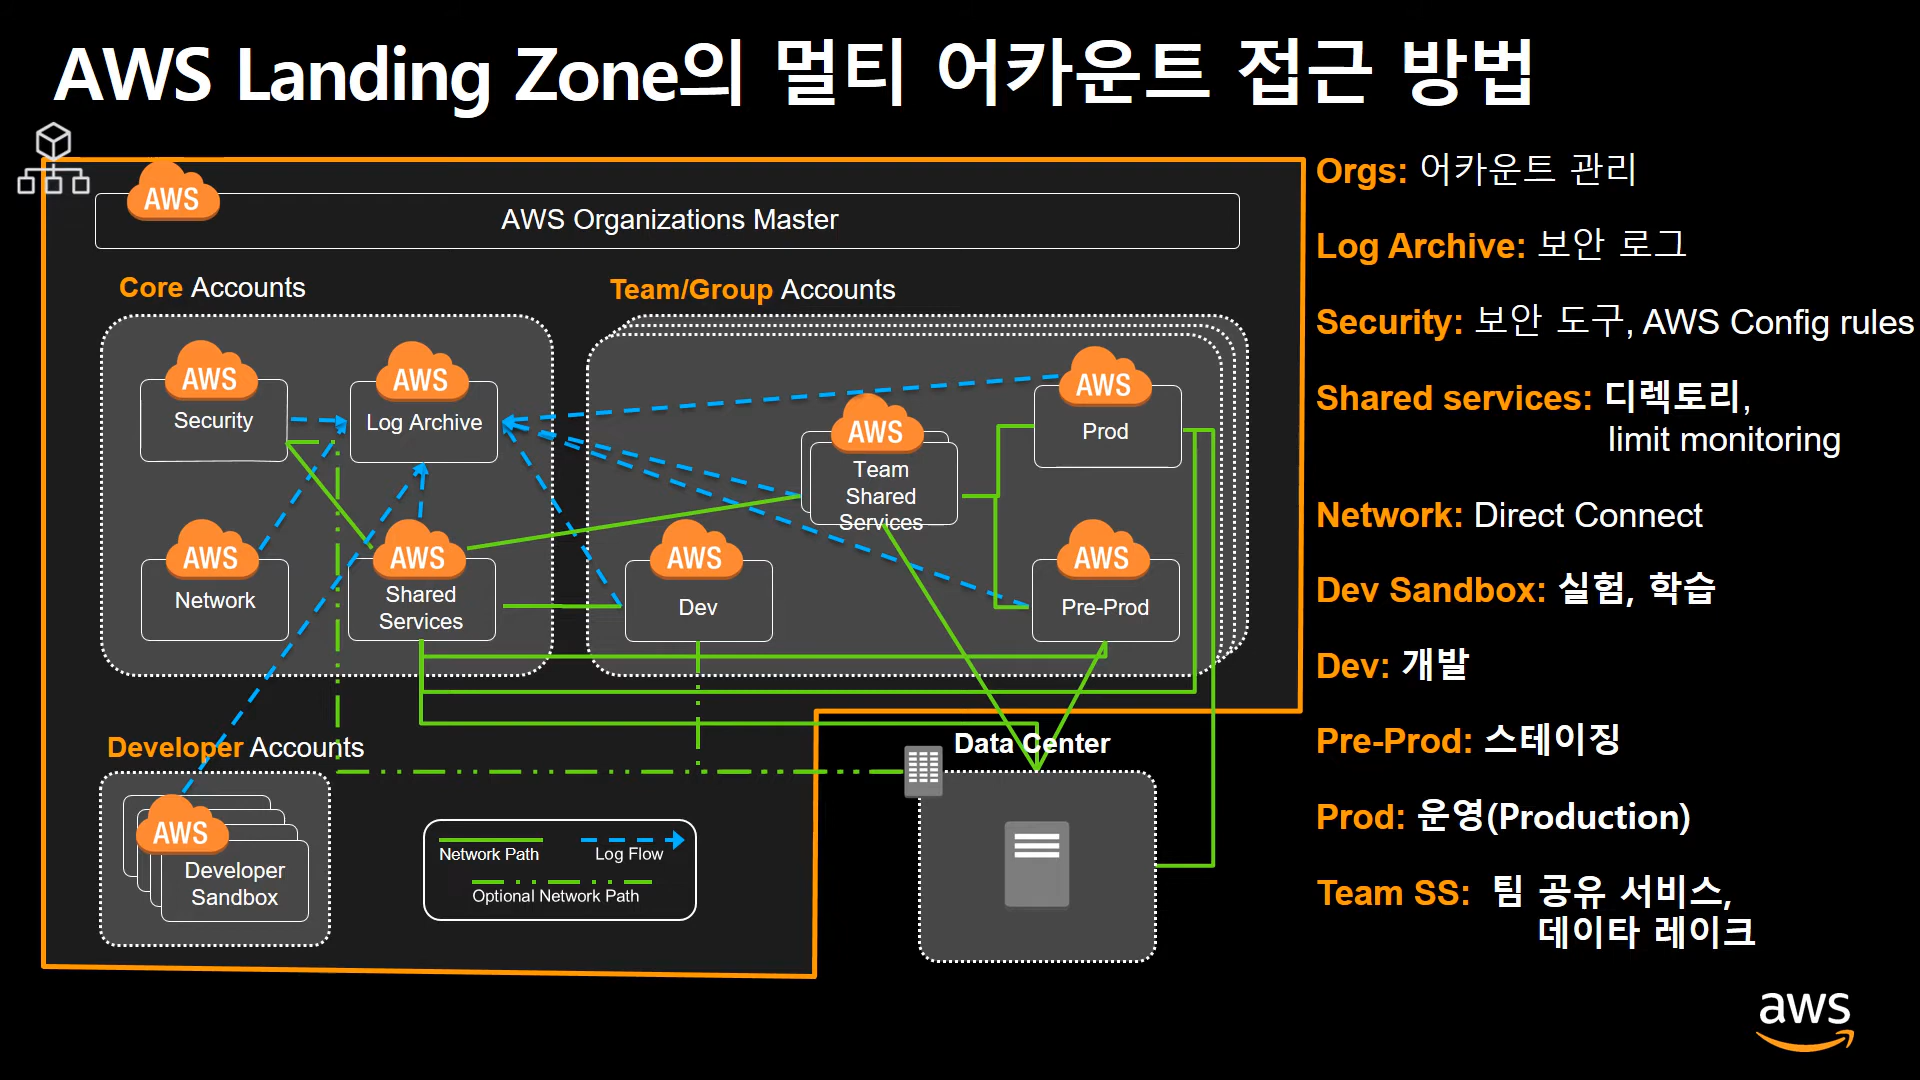 AWS Landing Zone의 멀티 어카운트 접근 방법
AWS
AWS Organizations Master
Core Accounts
Team/Group Accounts
AWS
Security
AWS
Log Archive
AWS
Network
AWS
Shared
Services
AWS
Team
Shared
Services
AWS
Prod
AWS
Dev
AWS
Pre-Prod
Developer Accounts
AWS
Developer
Sandbox
Network Path
Log Flow
Optional Network Path
Data Center
Orgs: 어카운트 관리
Log Archive: 보안 로그
Security: 보안 도구, AWS Config rules
Shared services: 디렉토리,
limit monitoring
Network: Direct Connect
Dev Sandbox: 실험, 학습
Dev: 개발
Pre-Prod: 스테이징
Prod: 운영(Production)
Team SS: 팀 공유 서비스,
데이타 레이크
aws